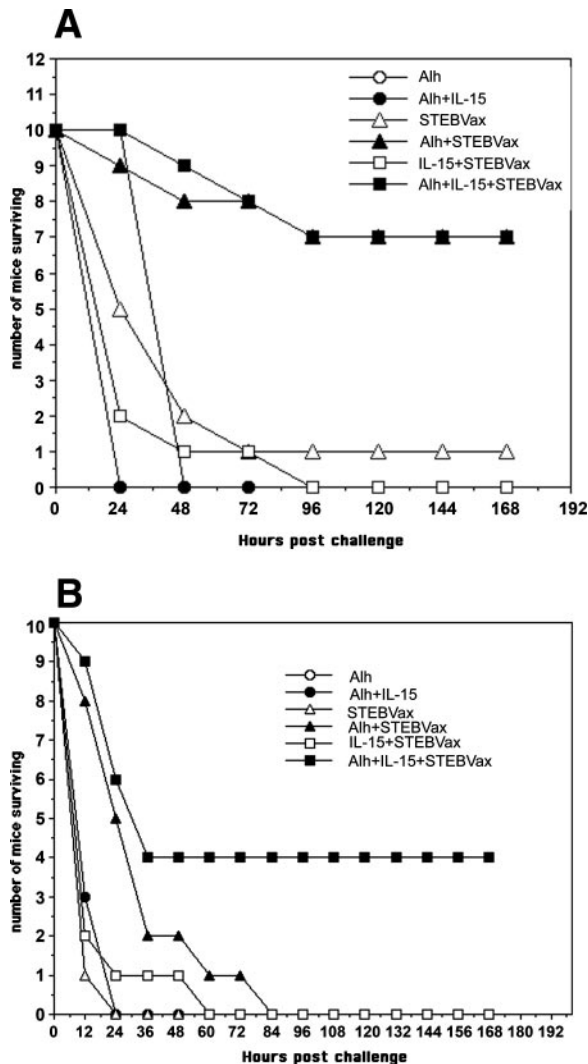 A
12
11
10
9
8
7
6
5
4
3
2
1
0
number of mice surviving
Alh
Alh+IL-15
STEBVax
Alh+STEBVax
IL-15+STEBVax
Alh+IL-15+STEBVax
0 24 48 72 96 120 144 168 192
Hours post challenge
B
10
9
8
7
6
5
4
3
2
1
0
number of mice surviving
Alh
Alh+IL-15
STEBVax
Alh+STEBVax
IL-15+STEBVax
Alh+IL-15+STEBVax
0 12 24 36 48 60 72 84 96 108 120 132 144 156 168 180 192
Hours post challenge